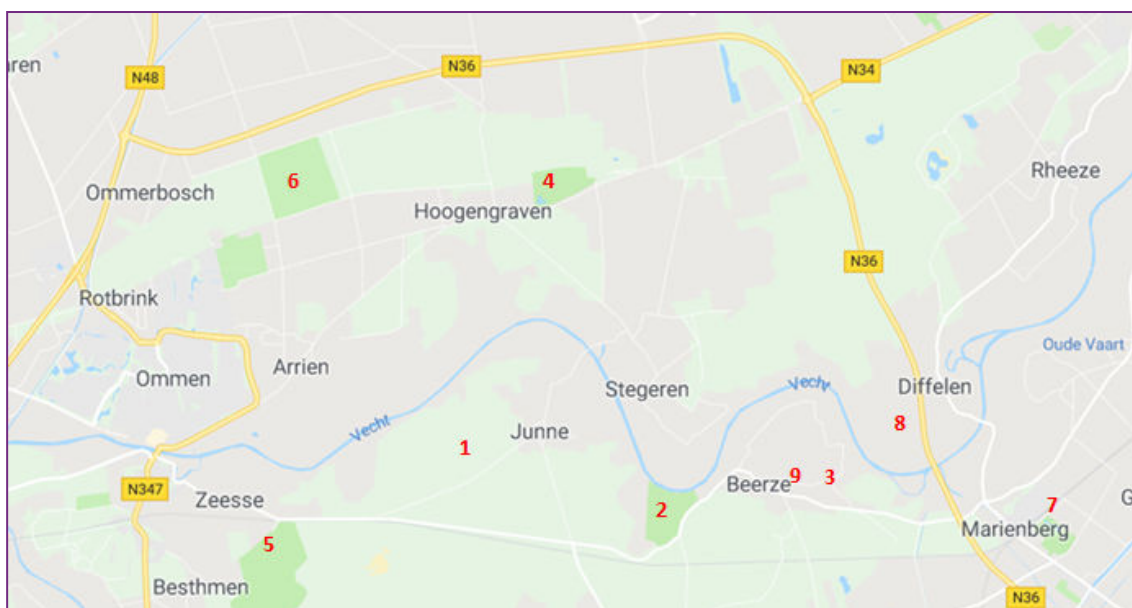 N36
N34
aren
N48
6
4
Ommerbosch
Rheeze
Hoogengraven
N36
Rotbrink
Oude Vaart
Arrien
Ommen
Vecht
Diffelen
Stegeren
8
Vecht
Junne
1
Beerze
9
3
N347
Zeesse
2
7
G
Marienberg
5
Besthmen
N36